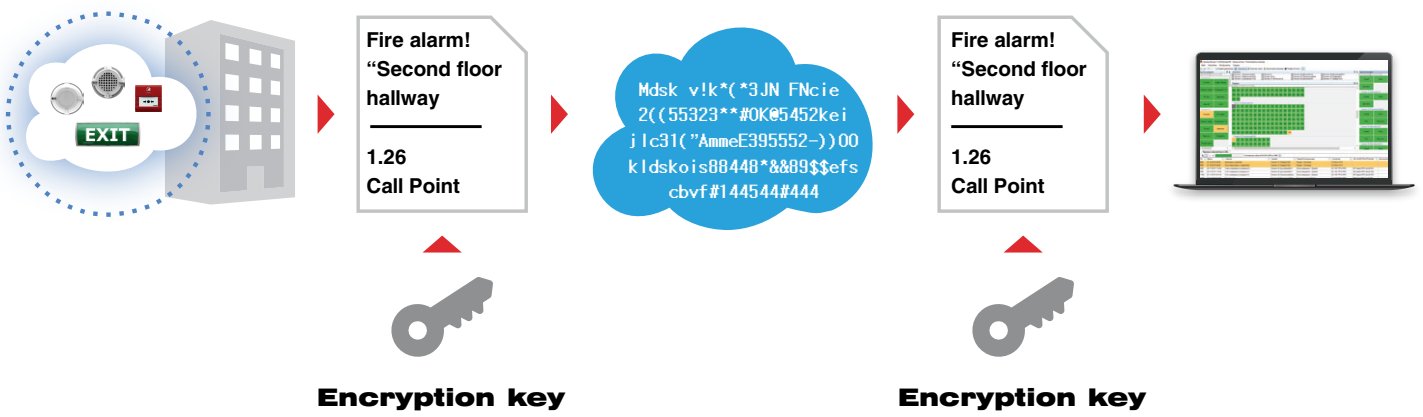 EXIT
Fire alarm!
“Second floor
hallway
1.26
Call Point
Mdsk v!k*(*3JN FNcie
2((55323**#OK@5452kei
jlc31("AmmeE395552-))OO
kldskois88448*&&89$$efs
cbvf#144544#444
Fire alarm!
“Second floor
hallway
1.26
Call Point
Encryption key
Encryption key